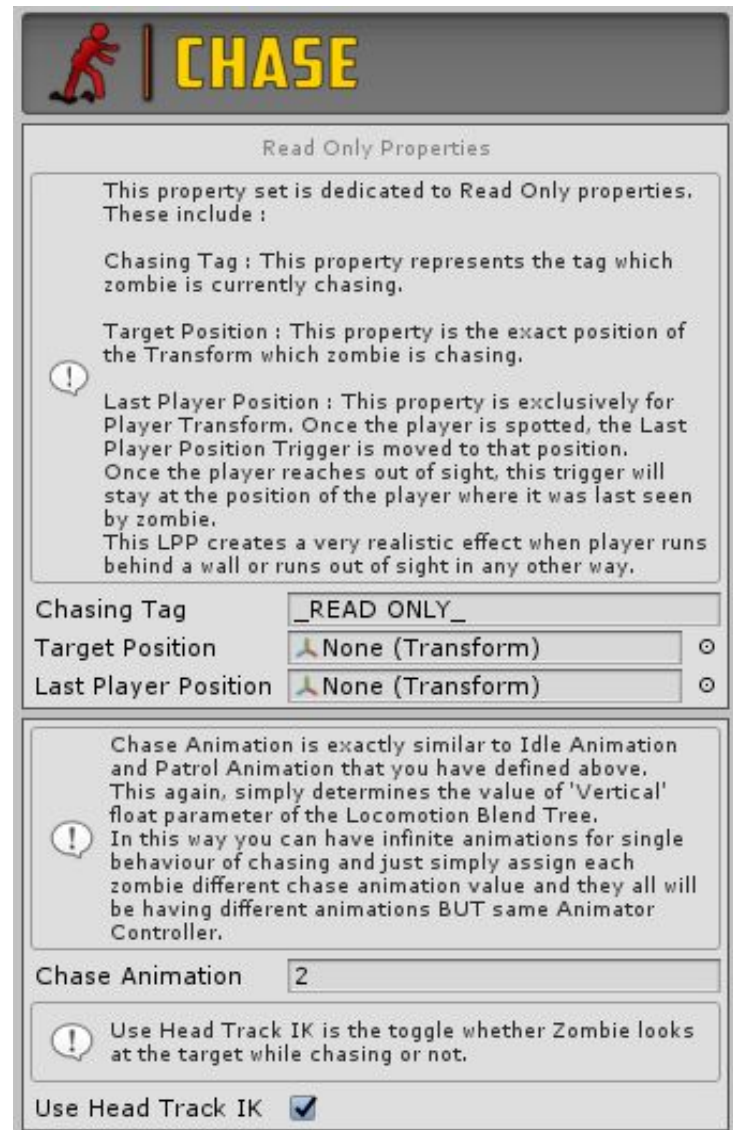 CHASE
Read Only Properties
This property set is dedicated to Read Only properties.
These include :
Chasing Tag : This property represents the tag which
zombie is currently chasing.
Target Position : This property is the exact position of
the Transform which zombie is chasing.
Last Player Position : This property is exclusively for
Player Transform. Once the player is spotted, the Last
Player Position Trigger is moved to that position.
Once the player reaches out of sight, this trigger will
stay at the position of the player where it was last seen
by zombie.
This LPP creates a very realistic effect when player runs
behind a wall or runs out of sight in any other way.
Chasing Tag _READ ONLY_
Target Position None (Transform)
Last Player Position None (Transform)
Chase Animation is exactly similar to Idle Animation
and Patrol Animation that you have defined above.
This again, simply determines the value of 'Vertical'
float parameter of the Locomotion Blend Tree.
In this way you can have infinite animations for single
behaviour of chasing and just simply assign each
zombie different chase animation value and they all will
be having different animations BUT same Animator
Controller.
Chase Animation 2
Use Head Track IK is the toggle whether Zombie looks
at the target while chasing or not.
Use Head Track IK